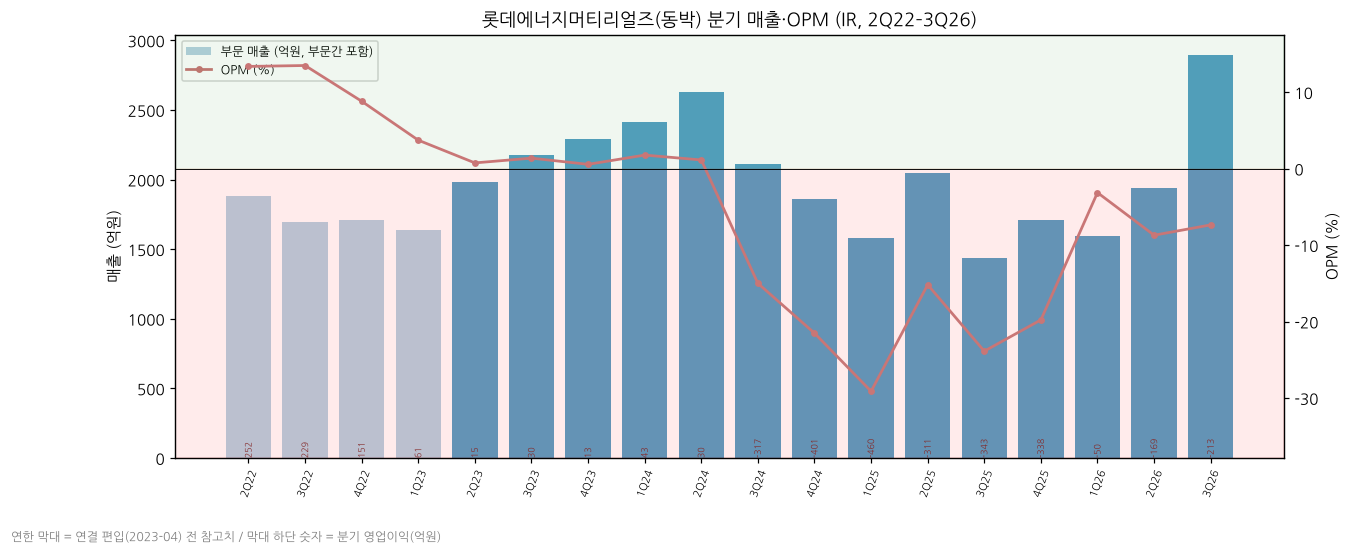 롯데에너지머티리얼즈(동박) 분기 매출·OPM (IR, 2Q22-3Q26)
부문 매출 (억원, 부문간 포함)
OPM (%)
매출 (억원)
3000
2500
2000
1500
1000
500
0
10
0
-10
-20
-30
OPM (%)
252
229
151
61
15
30
13
43
30
-317
-401
-460
-311
-343
-338
-50
-169
-213
2Q22
3Q22
4Q22
1Q23
2Q23
3Q23
4Q23
1Q24
2Q24
3Q24
4Q24
1Q25
2Q25
3Q25
4Q25
1Q26
2Q26
3Q26
연한 막대 = 연결 편입(2023-04) 전 참고치 / 막대 하단 숫자 = 분기 영업이익(억원)